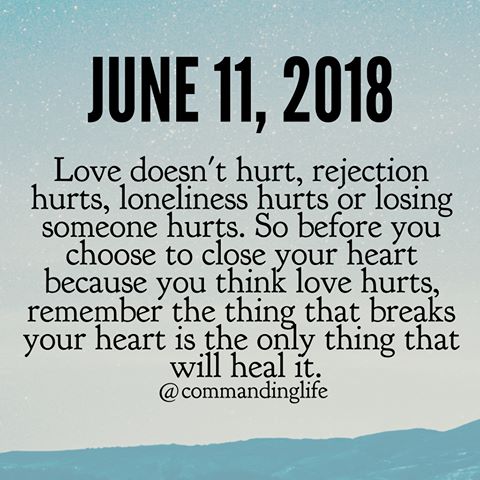 JUNE 11, 2018
Love doesn't hurt, rejection
hurts, loneliness hurts or losing
someone hurts. So before you
choose to close your heart
because you think love hurts,
remember the thing that breaks
your heart is the only thing that
will heal it.
@commandinglife